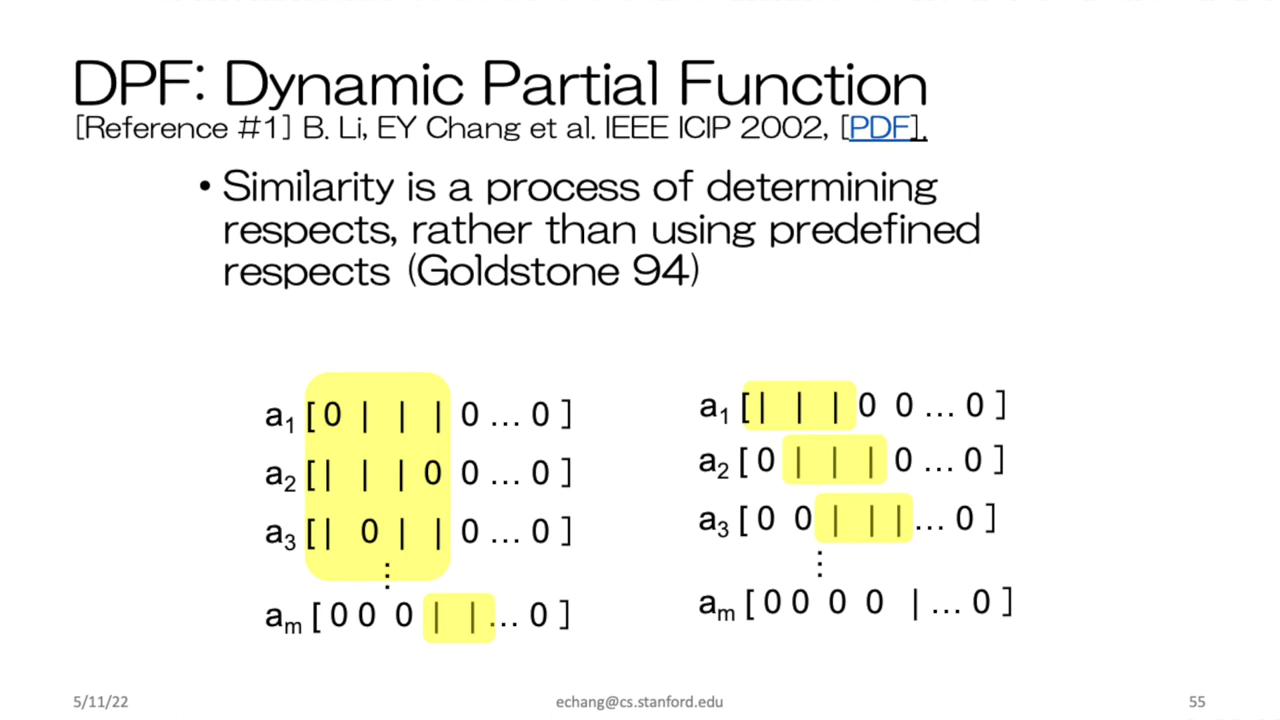 DPF: Dynamic Partial Function
[Reference #1] B. Li, EY Chang et al. IEEE ICIP 2002, [PDF].
• Similarity is a process of determining
respects, rather than using predefined
respects (Goldstone 94)
a1 [0 | | | 0 … 0 ]
a2 [| | | 0 0 … 0 ]
a3 [| 0 | | 0 … 0 ]
⋮
am [0 0 0 | | … 0 ]
a1 [| | | 0 0 … 0 ]
a2 [ 0 | | | 0 … 0 ]
a3 [ 0 0 | | | … 0 ]
⋮
am [ 0 0 0 0 | … 0 ]
5/11/22
echang@cs.stanford.edu
55